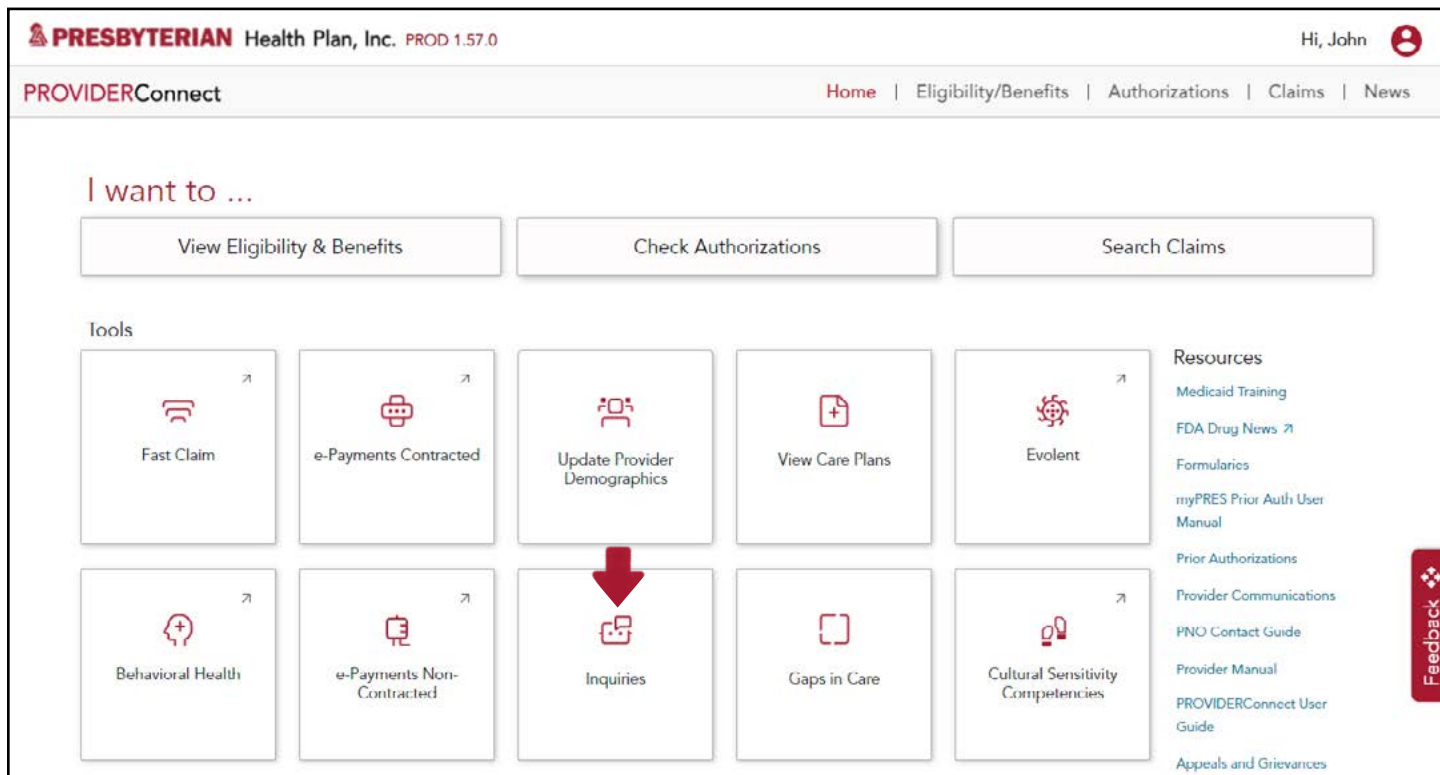 PRESBYTERIAN Health Plan, Inc. PROD 1.57.0
Hi, John
PROVIDERConnect
Home | Eligibility/Benefits | Authorizations | Claims | News
I want to ...
View Eligibility & Benefits
Check Authorizations
Search Claims
Tools
Fast Claim
e-Payments Contracted
Update Provider
Demographics
View Care Plans
Evolent
Behavioral Health
e-Payments Non-
Contracted
Inquiries
Gaps in Care
Cultural Sensitivity
Competencies
Resources
Medicaid Training
FDA Drug News
Formularies
myPRES Prior Auth User
Manual
Prior Authorizations
Provider Communications
PNO Contact Guide
Provider Manual
PROVIDERConnect User
Guide
Appeals and Grievances
Feedback